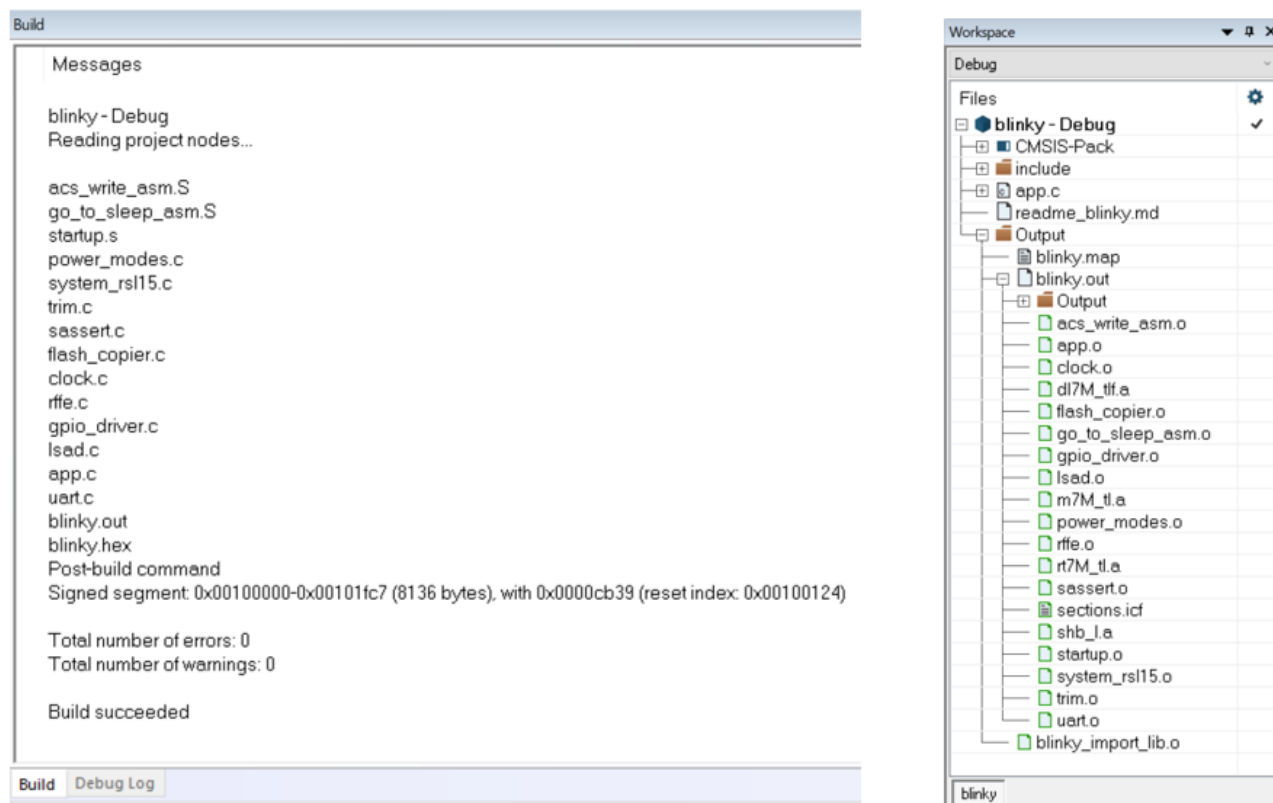 Build
Messages
blinky - Debug
Reading project nodes...
acs_write_asm.S
go_to_sleep_asm.S
startup.s
power_modes.c
system_rsl15.c
trim.c
sassert.c
flash_copier.c
clock.c
rffe.c
gpio_driver.c
lsad.c
app.c
uart.c
blinky.out
blinky.hex
Post-build command
Signed segment: 0x00100000-0x00101fc7 (8136 bytes), with 0x0000cb39 (reset index: 0x00100124)
Total number of errors: 0
Total number of warnings: 0
Build succeeded
Build Debug Log
Workspace
Debug
Files
blinky - Debug
CMSIS-Pack
include
app.c
readme_blinky.md
Output
blinky.map
blinky.out
Output
acs_write_asm.o
app.o
clock.o
dl7M_tlf.a
flash_copier.o
go_to_sleep_asm.o
gpio_driver.o
lsad.o
m7M_tl.a
power_modes.o
rffe.o
rt7M_tl.a
sassert.o
sections.icf
shb_l.a
startup.o
system_rsl15.o
trim.o
uart.o
blinky_import_lib.o
blinky